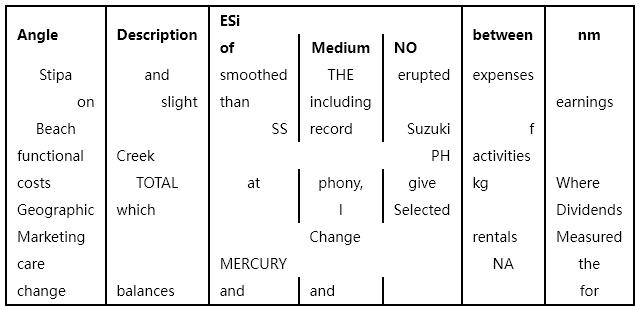 Angle Description ESi between nm
of Medium NO
Stipa and smoothed THE erupted expenses
on slight than including earnings
Beach SS record Suzuki f
functional Creek PH activities
costs TOTAL at phony, give kg Where
Geographic which I Selected Dividends
Marketing Change rentals Measured
care MERCURY NA the
change balances and and for